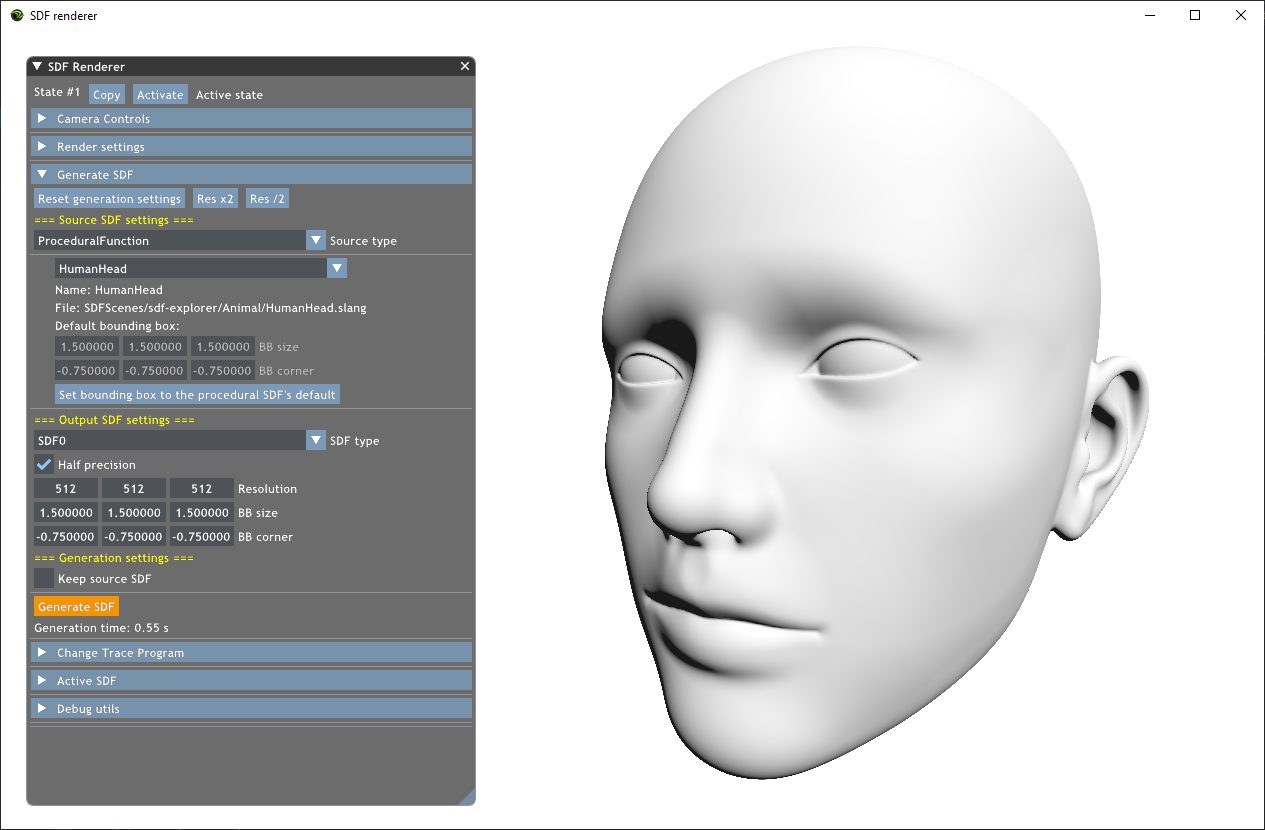 SDF renderer
SDF Renderer
State #1 Copy Activate Active state
Camera Controls
Render settings
Generate SDF
Reset generation settings Res x2 Res /2
=== Source SDF settings ===
ProceduralFunction Source type
HumanHead
Name: HumanHead
File: SDFScenes/sdf-explorer/Animal/HumanHead.slang
Default bounding box:
1.500000 1.500000 1.500000 BB size
-0.750000 -0.750000 -0.750000 BB corner
Set bounding box to the procedural SDF's default
=== Output SDF settings ===
SDF0 SDF type
Half precision
512 512 512 Resolution
1.500000 1.500000 1.500000 BB size
-0.750000 -0.750000 -0.750000 BB corner
=== Generation settings ===
Keep source SDF
Generate SDF
Generation time: 0.55 s
Change Trace Program
Active SDF
Debug utils